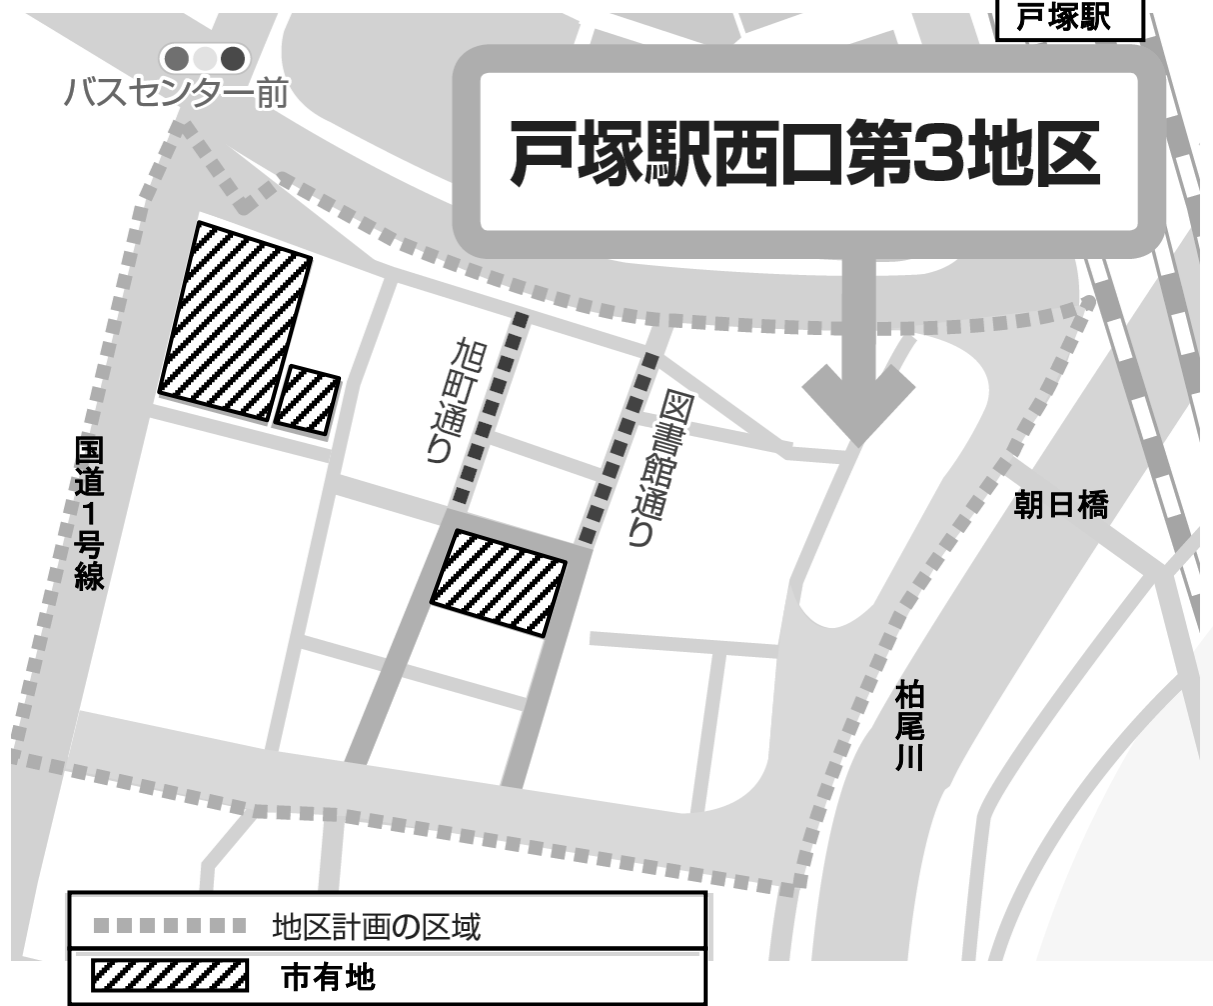 戸塚駅
バスセンター前
戸塚駅西口第3地区
旭町通り
図書館通り
国道1号線
朝日橋
柏尾川
地区計画の区域
市有地